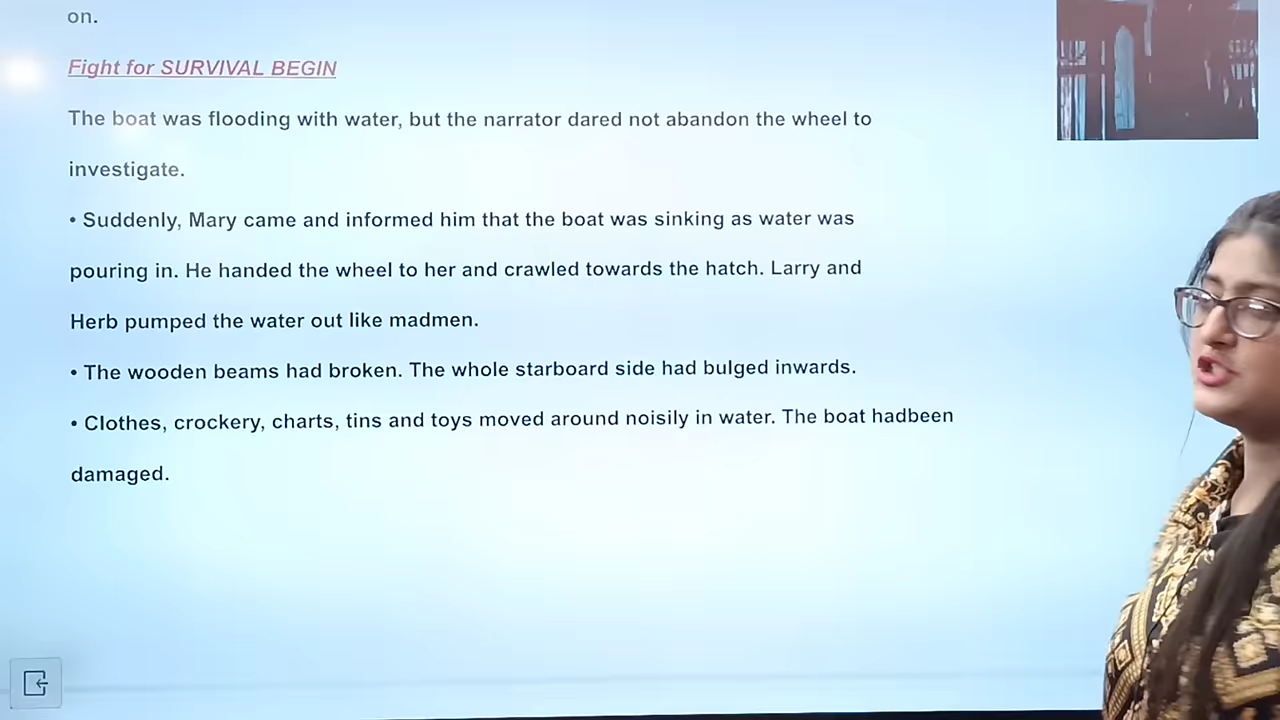 on.
Fight for SURVIVAL BEGIN
The boat was flooding with water, but the narrator dared not abandon the wheel to
investigate.
• Suddenly, Mary came and informed him that the boat was sinking as water was
pouring in. He handed the wheel to her and crawled towards the hatch. Larry and
Herb pumped the water out like madmen.
• The wooden beams had broken. The whole starboard side had bulged inwards.
• Clothes, crockery, charts, tins and toys moved around noisily in water. The boat hadbeen
damaged.